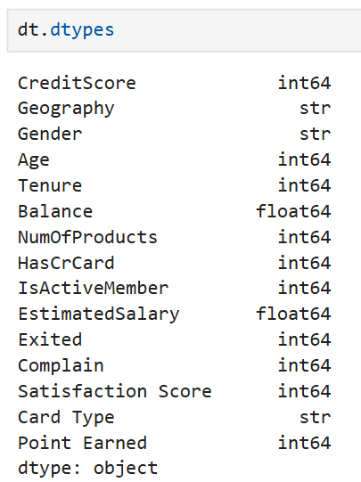 dt.dtypes
CreditScore int64
Geography str
Gender str
Age int64
Tenure int64
Balance float64
NumOfProducts int64
HasCrCard int64
IsActiveMember int64
EstimatedSalary float64
Exited int64
Complain int64
Satisfaction Score int64
Card Type str
Point Earned int64
dtype: object